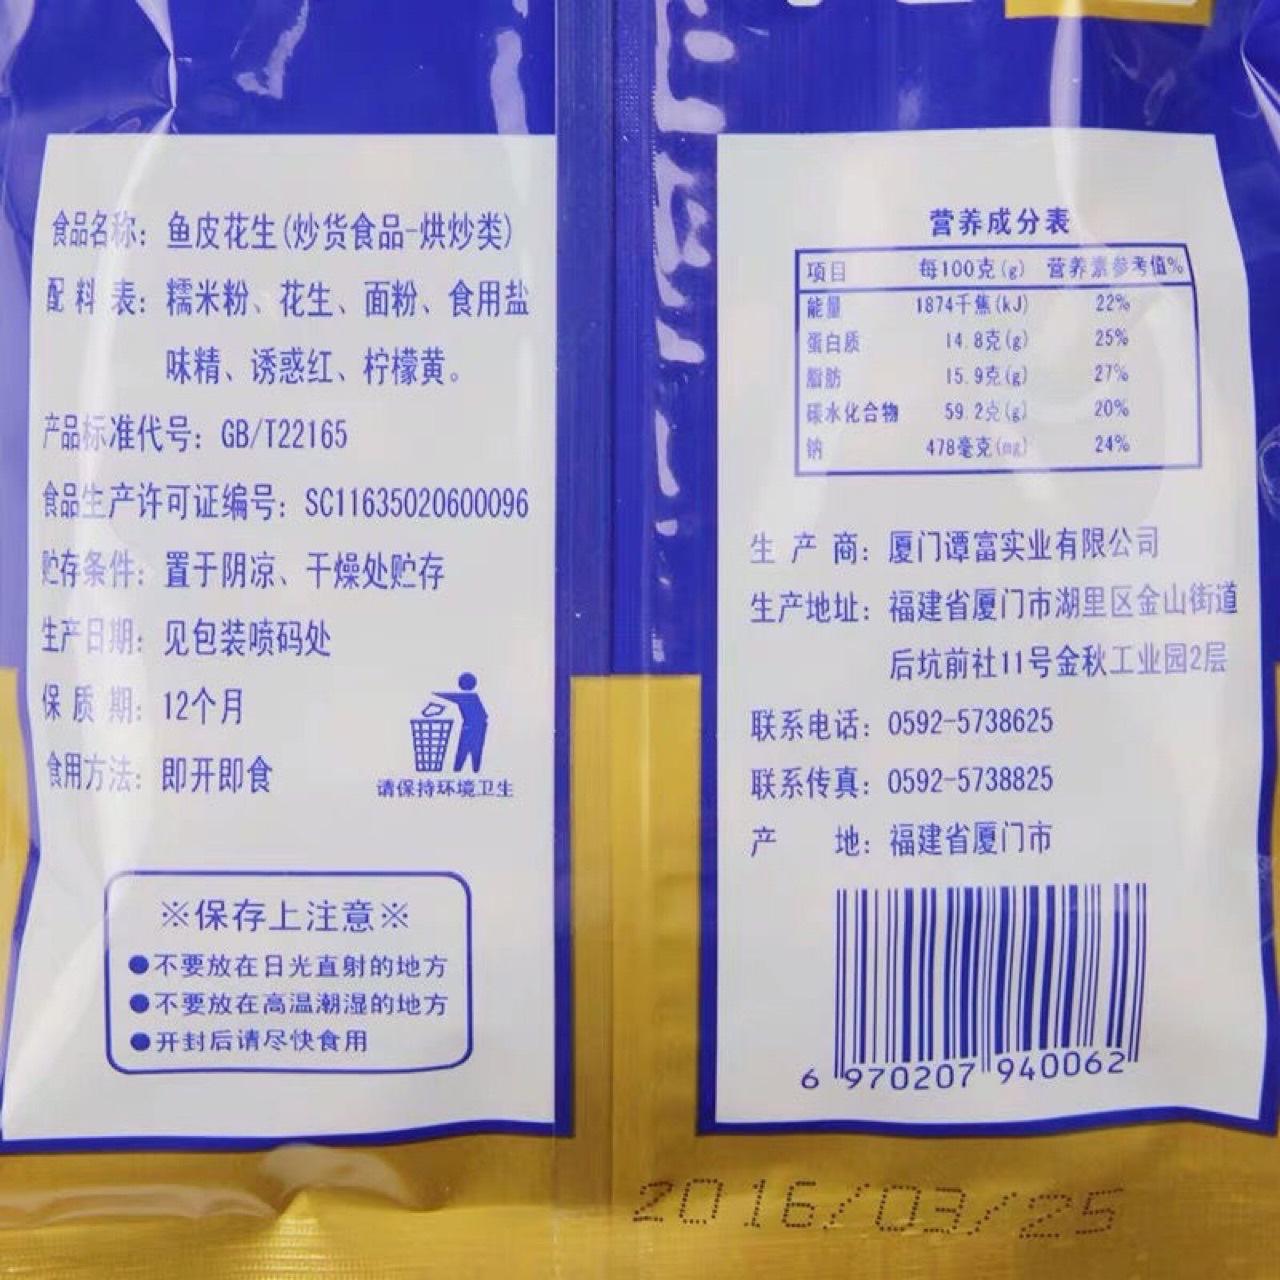 食品名称：鱼皮花生(炒货食品-烘炒类)
配料表：糯米粉、花生、面粉、食用盐
味精、诱惑红、柠檬黄。
产品标准代号：GB/T22165
食品生产许可证编号：SC11635020600096
贮存条件：置于阴凉、干燥处贮存
生产日期：见包装喷码处
保质期：12个月
食用方法：即开即食
请保持环境卫生
※保存上注意※
●不要放在日光直射的地方
●不要放在高温潮湿的地方
●开封后请尽快食用
营养成分表
项目 每100克(g) 营养素参考值%
能量 1874千焦(kJ) 22%
蛋白质 14.8克(g) 25%
脂肪 15.9克(g) 27%
碳水化合物 59.2克(g) 20%
钠 478毫克(mg) 24%
生产商：厦门谭富实业有限公司
生产地址：福建省厦门市湖里区金山街道
后坑前社11号金秋工业园2层
联系电话：0592-5738625
联系传真：0592-5738825
产地：福建省厦门市
6 970207 940062
2016/03/25